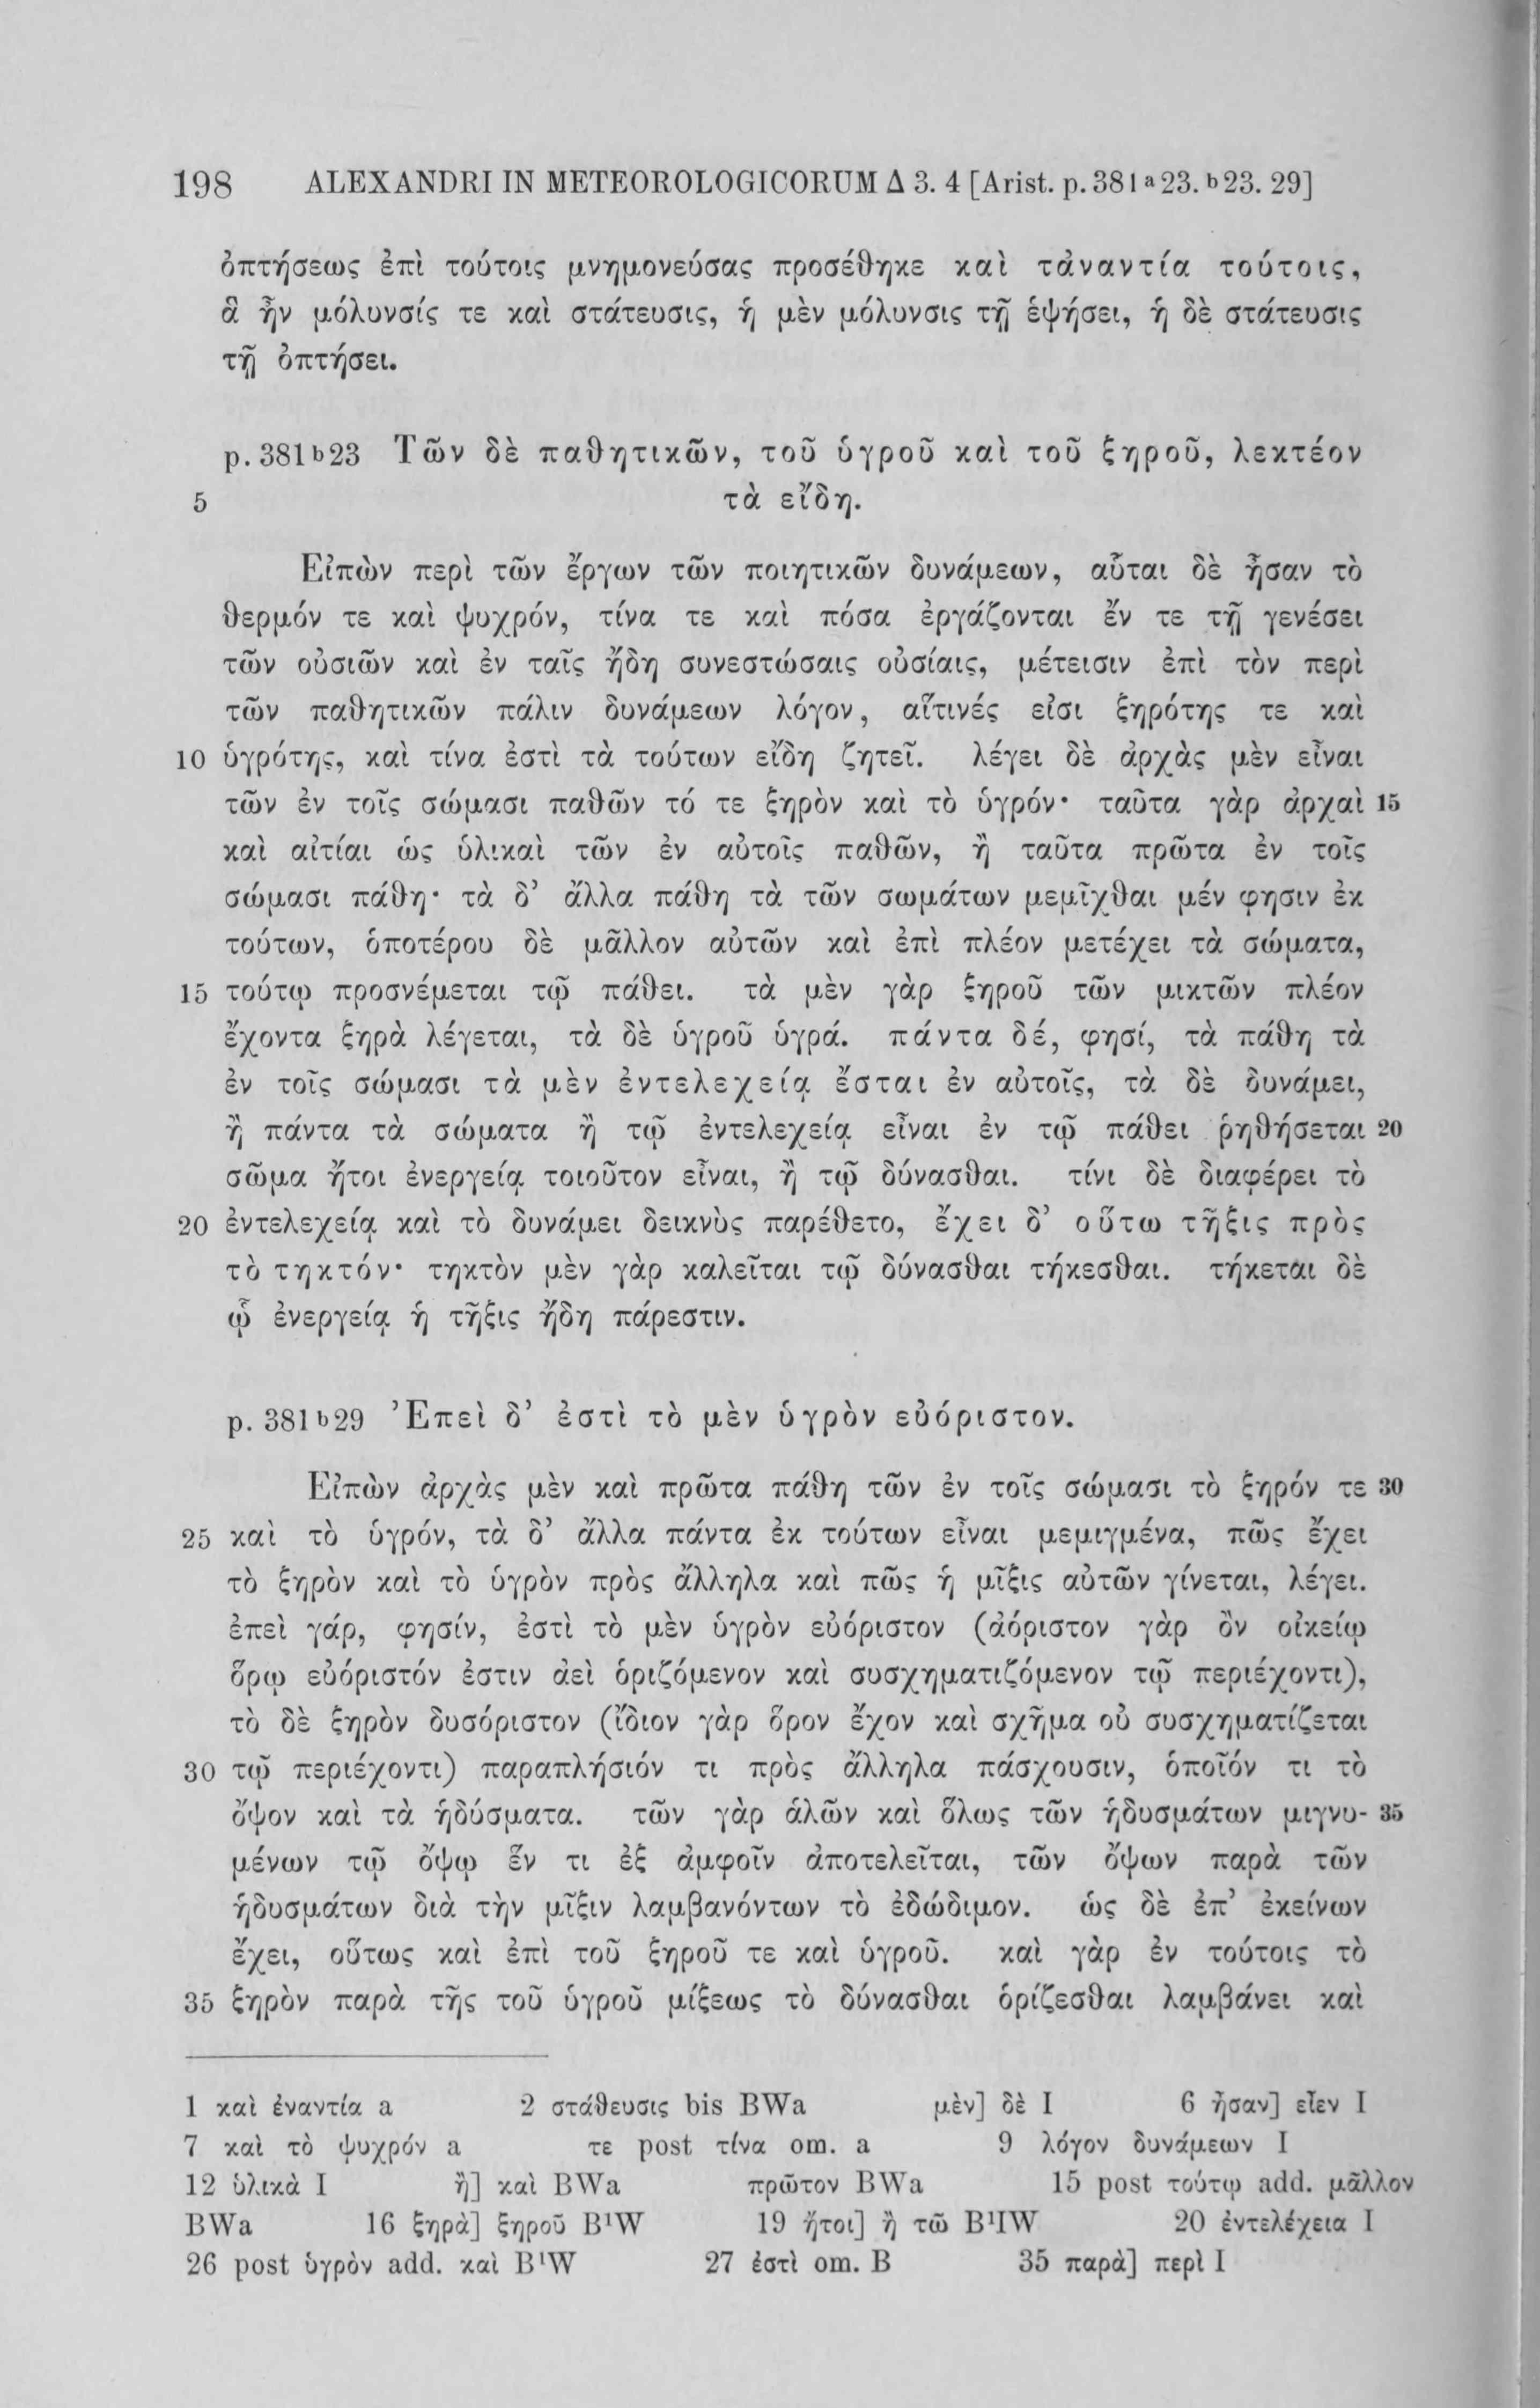 198 ALEXANDRI IN METEOROLOGICORUM Δ 3. 4 [Arist. p. 381 a 23. b 23. 29]
ὀπτήσεως ἐπὶ τούτοις μνημονεύσας προσέθηκε καὶ τἀναντία τούτοις,
ἃ ἦν μόλυνσίς τε καὶ στάτευσις, ἡ μὲν μόλυνσις τῇ ἑψήσει, ἡ δὲ στάτευσις
τῇ ὀπτήσει.
p. 381 b 23 Τῶν δὲ παθητικῶν, τοῦ ὑγροῦ καὶ τοῦ ξηροῦ, λεκτέον
5 τὰ εἴδη.
Εἰπὼν περὶ τῶν ἔργων τῶν ποιητικῶν δυνάμεων, αὗται δὲ ἦσαν τὸ
θερμόν τε καὶ ψυχρόν, τίνα τε καὶ πόσα ἐργάζονται ἔν τε τῇ γενέσει
τῶν οὐσιῶν καὶ ἐν ταῖς ἤδη συνεστώσαις οὐσίαις, μέτεισιν ἐπὶ τὸν περὶ
τῶν παθητικῶν πάλιν δυνάμεων λόγον, αἵτινές εἰσι ξηρότης τε καὶ
10 ὑγρότης, καὶ τίνα ἐστὶ τὰ τούτων εἴδη ζητεῖ. λέγει δὲ ἀρχὰς μὲν εἶναι
τῶν ἐν τοῖς σώμασι παθῶν τό τε ξηρὸν καὶ τὸ ὑγρόν· ταῦτα γὰρ ἀρχαὶ 15
καὶ αἰτίαι ὡς ὑλικαὶ τῶν ἐν αὐτοῖς παθῶν, ἢ ταῦτα πρῶτα ἐν τοῖς
σώμασι πάθη· τὰ δ’ ἄλλα πάθη τὰ τῶν σωμάτων μεμῖχθαι μέν φησιν ἐκ
τούτων, ὁποτέρου δὲ μᾶλλον αὐτῶν καὶ ἐπὶ πλέον μετέχει τὰ σώματα,
15 τούτῳ προσνέμεται τῷ πάθει. τὰ μὲν γὰρ ξηροῦ τῶν μικτῶν πλέον
ἔχοντα ξηρὰ λέγεται, τὰ δὲ ὑγροῦ ὑγρά. πάντα δέ, φησί, τὰ πάθη τὰ
ἐν τοῖς σώμασι τὰ μὲν ἐντελεχείᾳ ἔσται ἐν αὐτοῖς, τὰ δὲ δυνάμει,
ἢ πάντα τὰ σώματα ἢ τῷ ἐντελεχείᾳ εἶναι ἐν τῷ πάθει ῥηθήσεται 20
σῶμα ἤτοι ἐνεργείᾳ τοιοῦτον εἶναι, ἢ τῷ δύνασθαι. τίνι δὲ διαφέρει τὸ
20 ἐντελεχείᾳ καὶ τὸ δυνάμει δεικνὺς παρέθετο, ἔχει δ’ οὕτω τῆξις πρὸς
τὸ τηκτόν· τηκτὸν μὲν γὰρ καλεῖται τῷ δύνασθαι τήκεσθαι. τήκεται δὲ
ᾧ ἐνεργείᾳ ἡ τῆξις ἤδη πάρεστιν.
p. 381 b 29 Ἐπεὶ δ’ ἐστὶ τὸ μὲν ὑγρὸν εὐόριστον.
Εἰπὼν ἀρχὰς μὲν καὶ πρῶτα πάθη τῶν ἐν τοῖς σώμασι τὸ ξηρόν τε 30
25 καὶ τὸ ὑγρόν, τὰ δ’ ἄλλα πάντα ἐκ τούτων εἶναι μεμιγμένα, πῶς ἔχει
τὸ ξηρὸν καὶ τὸ ὑγρὸν πρὸς ἄλληλα καὶ πῶς ἡ μῖξις αὐτῶν γίνεται, λέγει.
ἐπεὶ γάρ, φησίν, ἐστὶ τὸ μὲν ὑγρὸν εὐόριστον (ἀόριστον γὰρ ὂν οἰκείῳ
ὅρῳ εὐόριστόν ἐστιν ἀεὶ ὁριζόμενον καὶ συσχηματιζόμενον τῷ περιέχοντι),
τὸ δὲ ξηρὸν δυσόριστον (ἴδιον γὰρ ὅρον ἔχον καὶ σχῆμα οὐ συσχηματίζεται
30 τῷ περιέχοντι) παραπλήσιόν τι πρὸς ἄλληλα πάσχουσιν, ὁποῖόν τι τὸ
ὄψον καὶ τὰ ἡδύσματα. τῶν γὰρ ἁλῶν καὶ ὅλως τῶν ἡδυσμάτων μιγνυ- 35
μένων τῷ ὄψῳ ἕν τι ἐξ ἀμφοῖν ἀποτελεῖται, τῶν ὄψων παρὰ τῶν
ἡδυσμάτων διὰ τὴν μῖξιν λαμβανόντων τὸ ἐδώδιμον. ὡς δὲ ἐπ’ ἐκείνων
ἔχει, οὕτως καὶ ἐπὶ τοῦ ξηροῦ τε καὶ ὑγροῦ. καὶ γὰρ ἐν τούτοις τὸ
35 ξηρὸν παρὰ τῆς τοῦ ὑγροῦ μίξεως τὸ δύνασθαι ὁρίζεσθαι λαμβάνει καὶ
1 καὶ ἐναντία a 2 στάθευσις bis BWa μὲν] δὲ I 6 ἦσαν] εἶεν I
7 καὶ τὸ ψυχρόν a τε post τίνα om. a 9 λόγον δυνάμεων I
12 ὑλικὰ I ἢ] καὶ BWa πρῶτον BWa 15 post τούτῳ add. μᾶλλον
BWa 16 ξηρὰ] ξηροῦ B¹W 19 ἤτοι] ἢ τῶ B¹IW 20 ἐντελέχεια I
26 post ὑγρὸν add. καὶ B¹W 27 ἐστὶ om. B 35 παρὰ] περὶ I